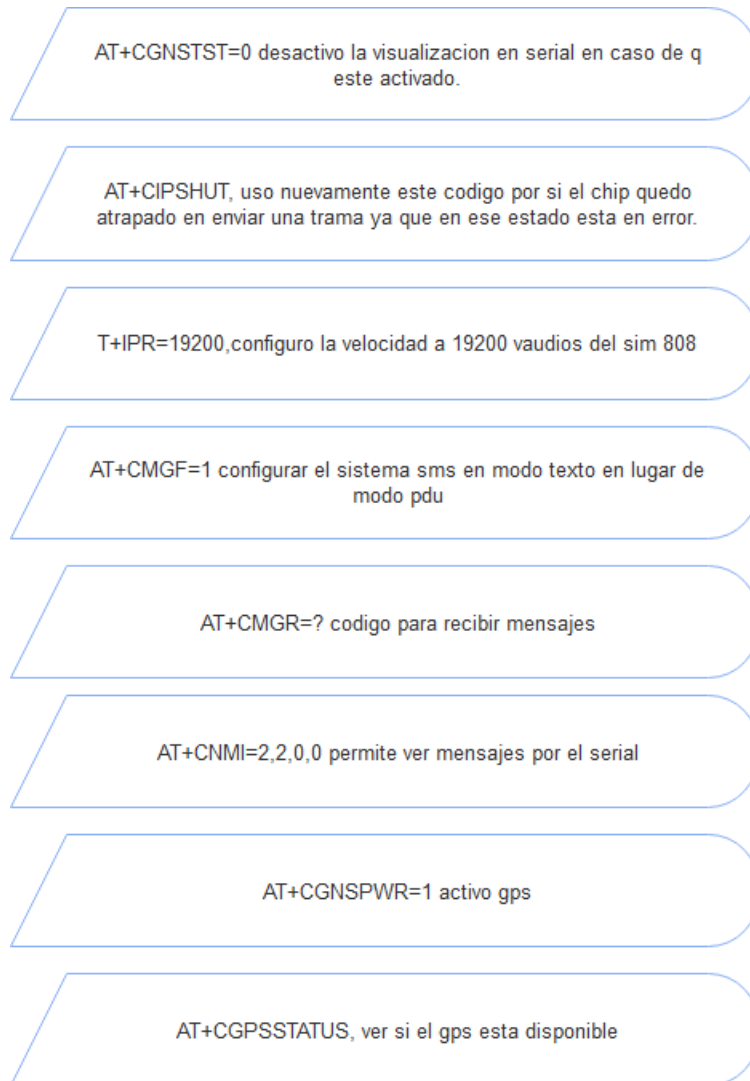 AT+CGNSTST=0 desactivo la visualizacion en serial en caso de q
este activado.
AT+CIPSHUT, uso nuevamente este codigo por si el chip quedo
atrapado en enviar una trama ya que en ese estado esta en error.
T+IPR=19200,configuro la velocidad a 19200 vaudios del sim 808
AT+CMGF=1 configurar el sistema sms en modo texto en lugar de
modo pdu
AT+CMGR=? codigo para recibir mensajes
AT+CNMI=2,2,0,0 permite ver mensajes por el serial
AT+CGNSPWR=1 activo gps
AT+CGPSSTATUS, ver si el gps esta disponible